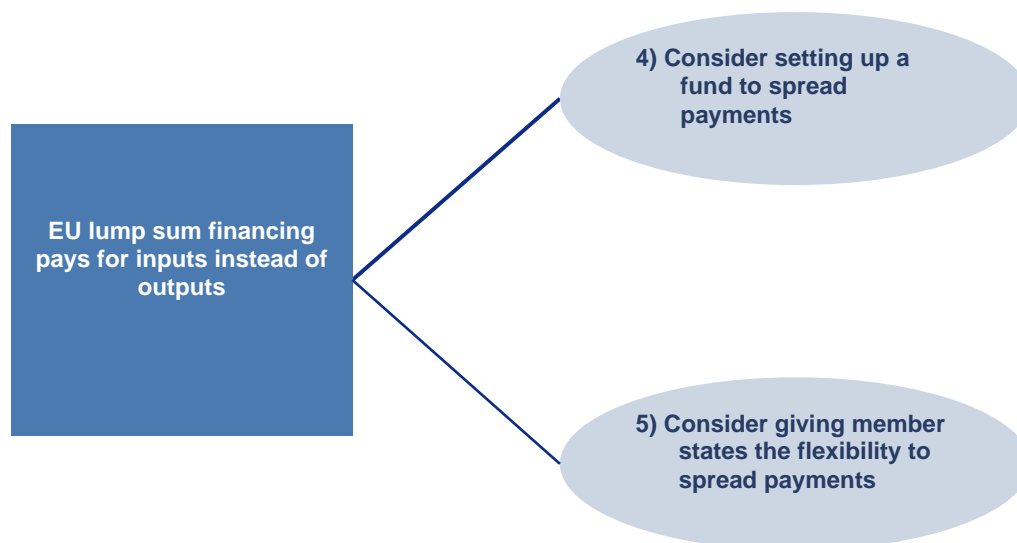 4) Consider setting up a
fund to spread
payments
EU lump sum financing
pays for inputs instead of
outputs
5) Consider giving member
states the flexibility to
spread payments